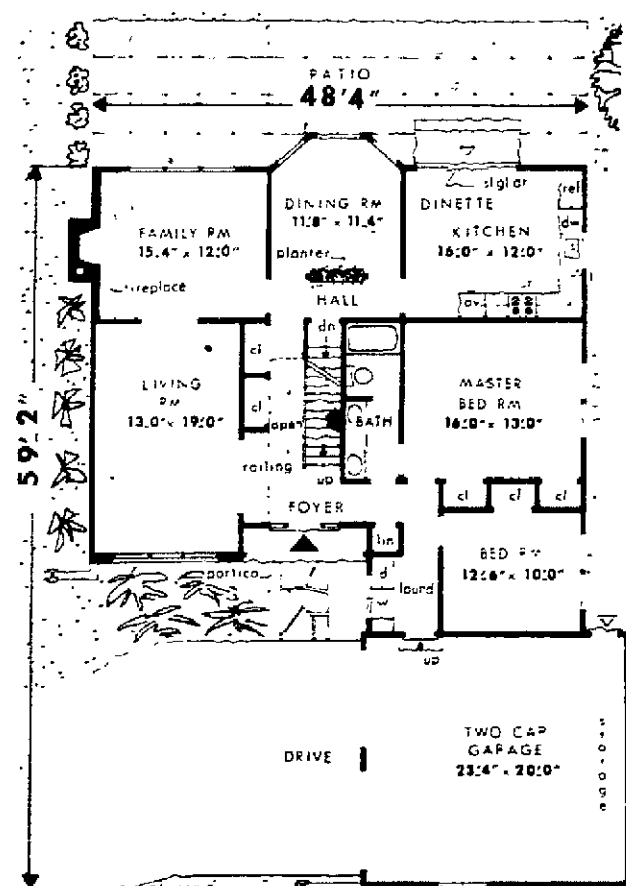 PATIO
48'4"
slgldr
ref
DINING RM
11'8" x 11'4"
DINETTE
dw
FAMILY RM
15'4" x 12'0"
KITCHEN
16'0" x 12'0"
s
planter
fireplace
HALL
ov
dn
cl
LIVING
RM
13'0" x 19'0"
MASTER
BED RM
16'0" x 13'0"
cl
open
BATH
railing
up
cl
cl
cl
FOYER
59'2"
lin
BED RM
12'6" x 10'0"
portico
d
laund
w
up
TWO CAR
GARAGE
23'4" x 20'0"
DRIVE
storage